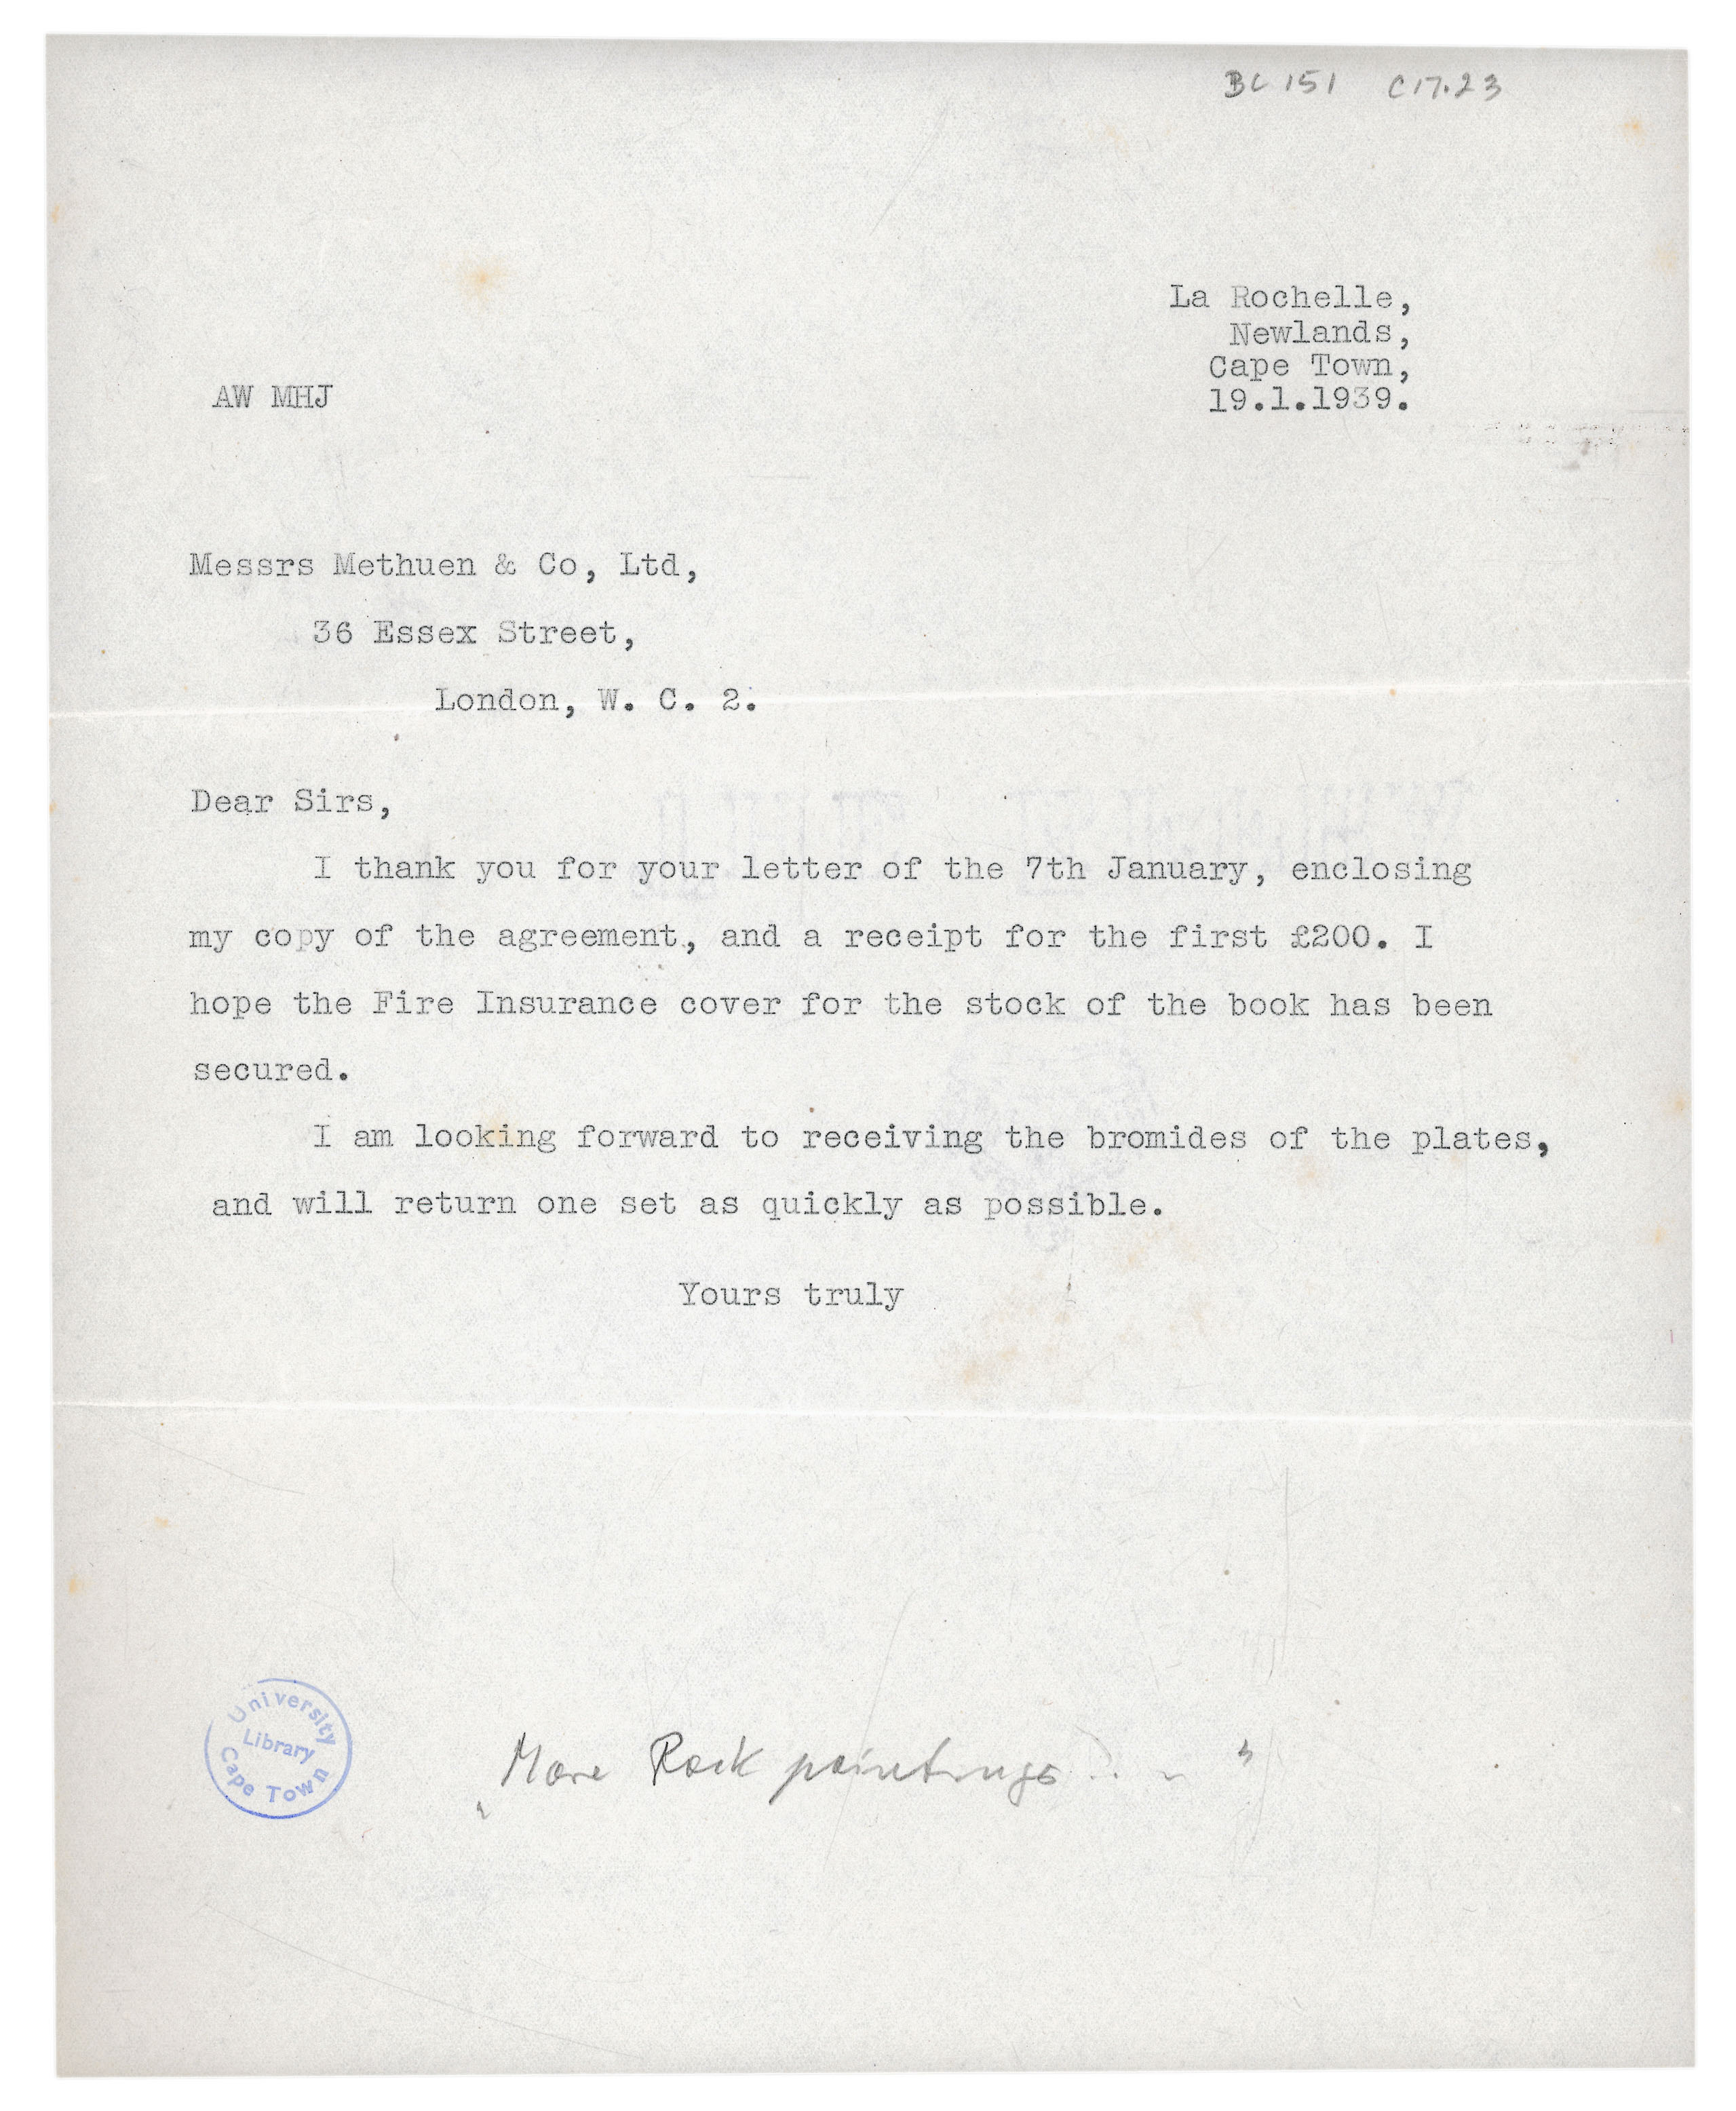 BC 151 C17.23
La Rochelle,
Newlands,
Cape Town,
19.1.1939.
AW MHJ
Messrs Methuen & Co, Ltd,
36 Essex Street,
London, W. C. 2.
Dear Sirs,
I thank you for your letter of the 7th January, enclosing
my copy of the agreement, and a receipt for the first £200. I
hope the Fire Insurance cover for the stock of the book has been
secured.
I am looking forward to receiving the bromides of the plates,
and will return one set as quickly as possible.
Yours truly
University
Library
Cape Town
"More Rock paintings . . - "